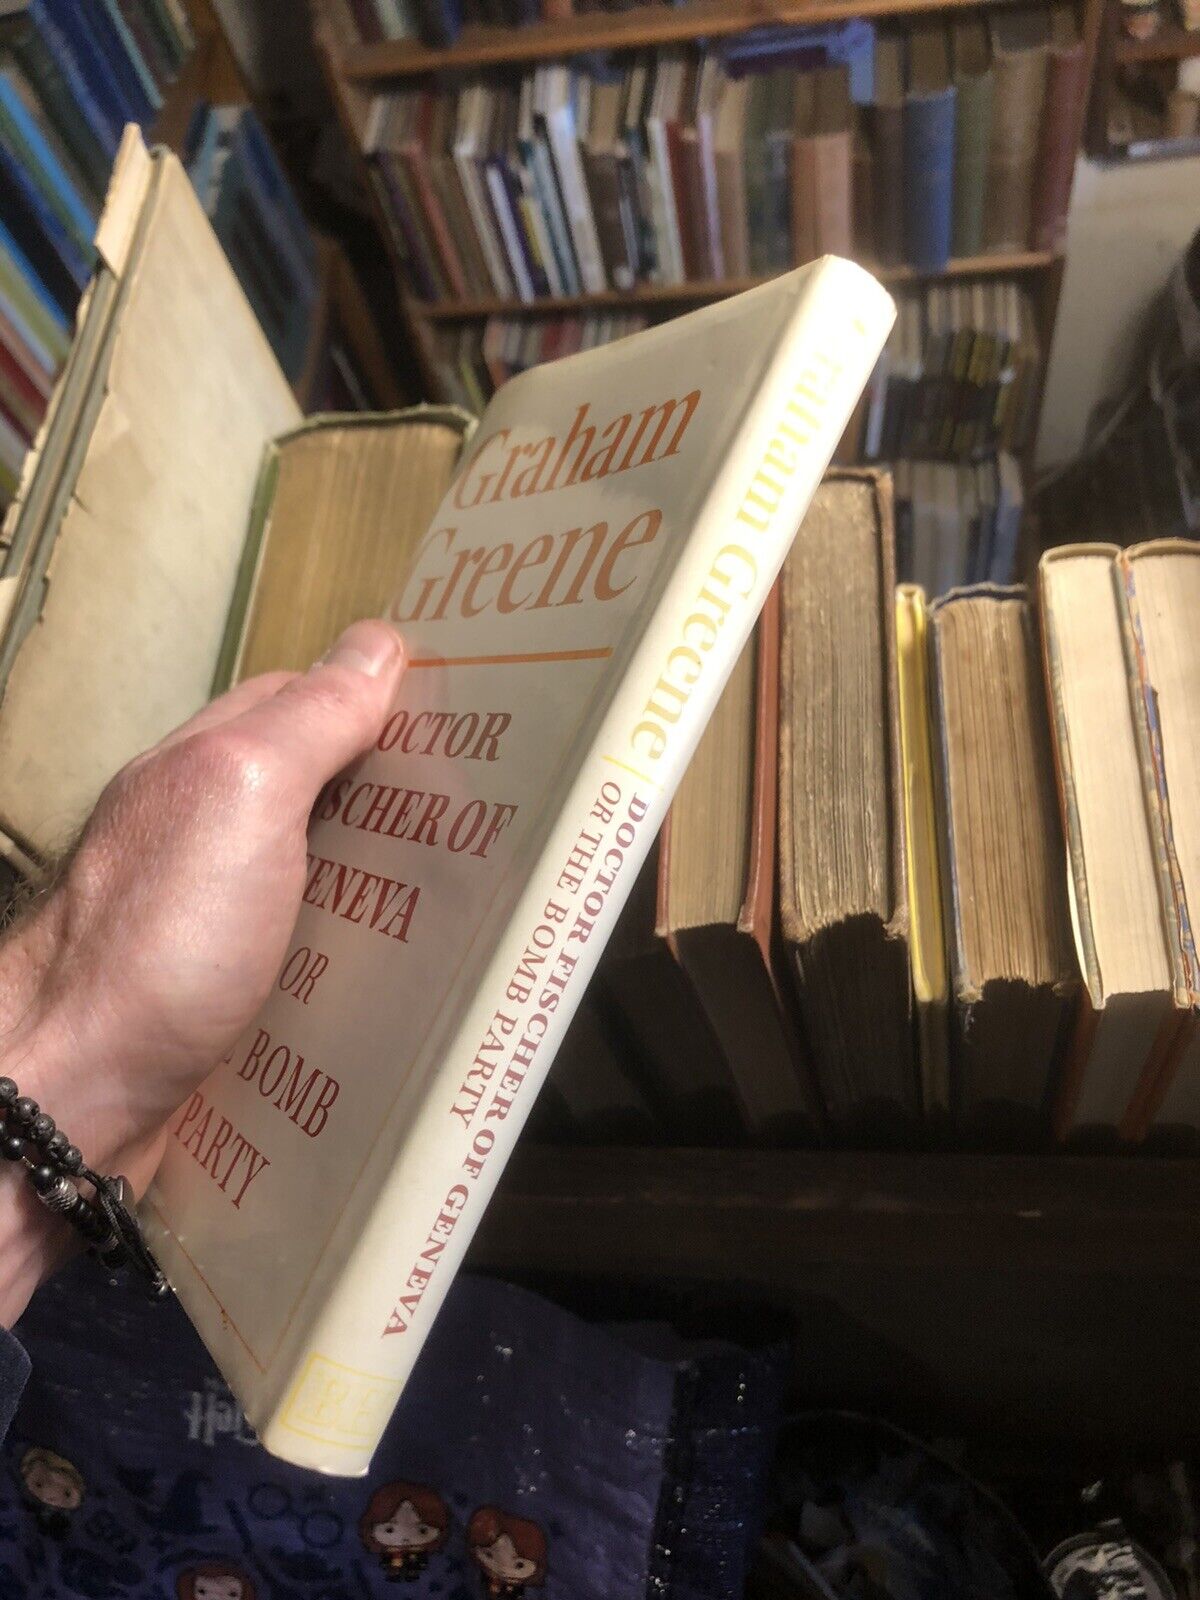 Graham
Greene
OCTOR
SCHER OF
ENEVA
OR
BOMB
PARTY
Graham Greene
DOCTOR FISCHER OF GENEVA
OR THE BOMB PARTY